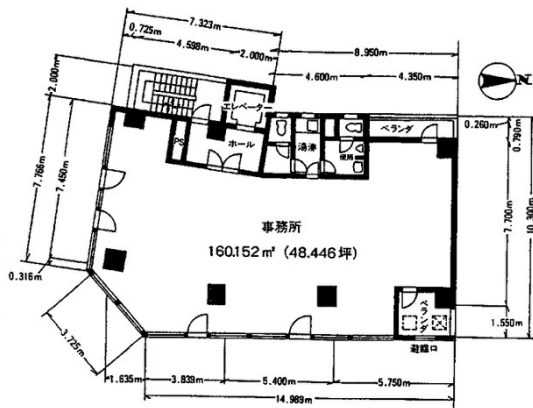 7.323m
0.725m
4.598m
2.000m
8.950m
4.600m
4.350m
N
2.000m
エレベーター
ベランダ
0.260m
0.790m
PS
ホール
湯沸
便所
7.766m
7.450m
7.700m
10.300m
事務所
160.152㎡（48.446坪）
0.316m
ベランダ
1.550m
避難口
3.725m
1.635m
3.839m
5.400m
5.750m
14.989m